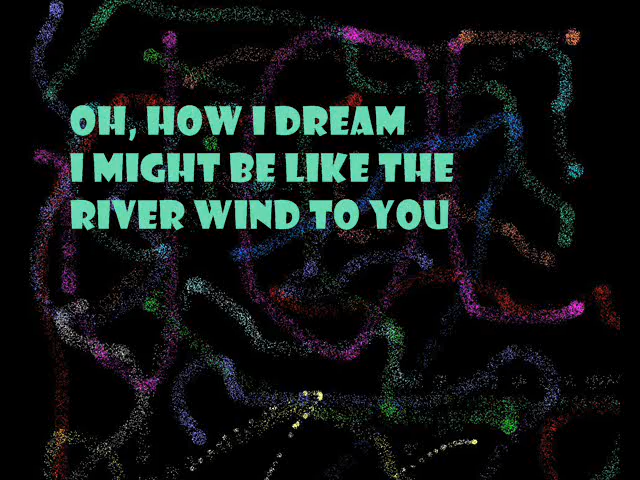 OH, HOW I DREAM
I MIGHT BE LIKE THE
RIVER WIND TO YOU